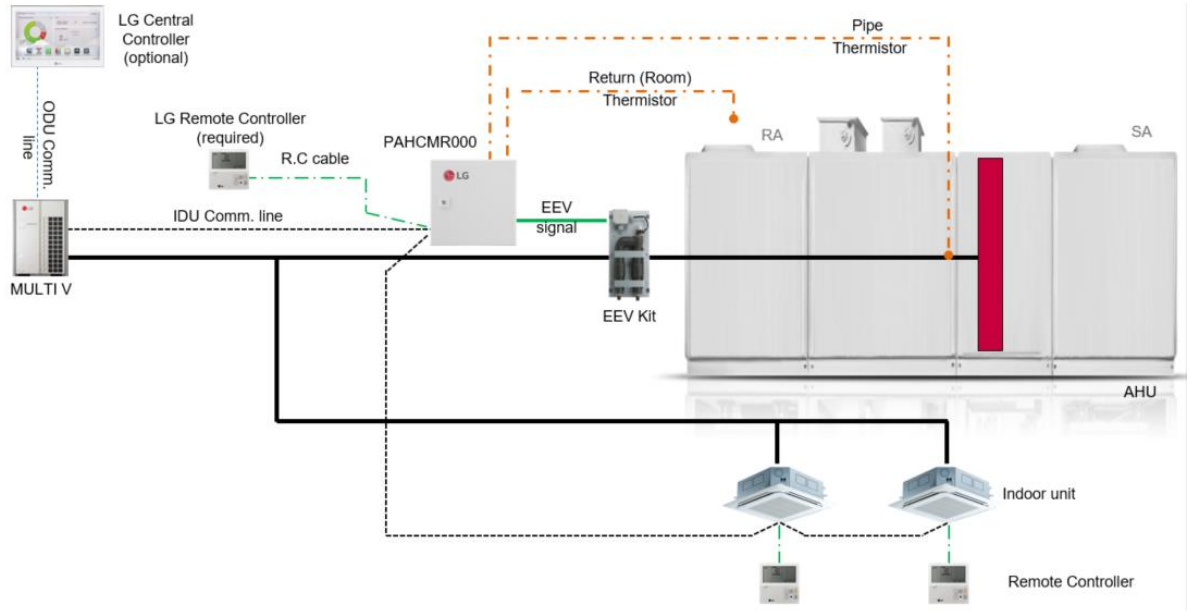 LG Central
Controller
(optional)
Pipe
Thermistor
Return (Room)
Thermistor
ODU Comm.
line
LG Remote Controller
(required)
PAHCMR000
RA
SA
R.C cable
LG
EEV
signal
IDU Comm. line
MULTI V
EEV Kit
AHU
Indoor unit
Remote Controller